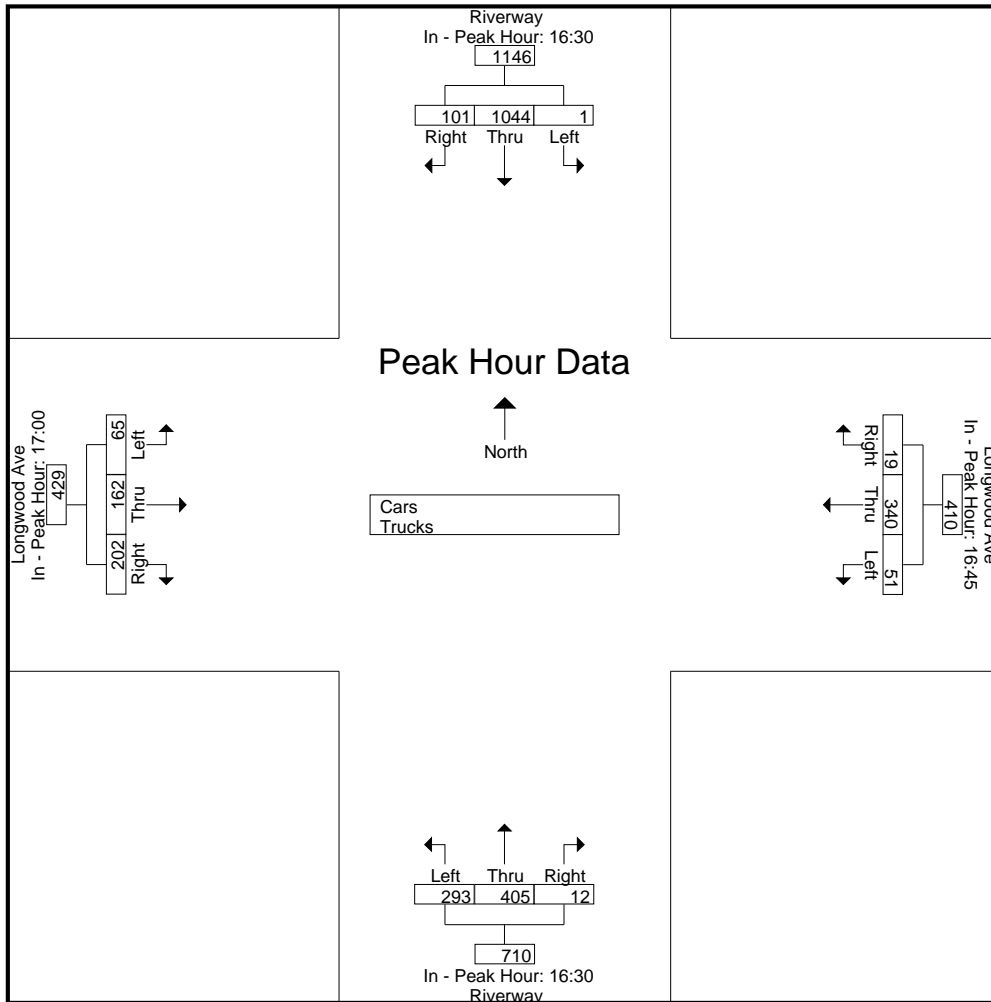 Riverway
In - Peak Hour: 16:30
1146
101 1044 1
Right Thru Left
Peak Hour Data
North
Cars
Trucks
Longwood Ave
In - Peak Hour: 17:00
429
65 162 202
Left Thru Right
Longwood Ave
In - Peak Hour: 16:45
410
19 340 51
Right Thru Left
Left Thru Right
293 405 12
710
In - Peak Hour: 16:30
Riverway